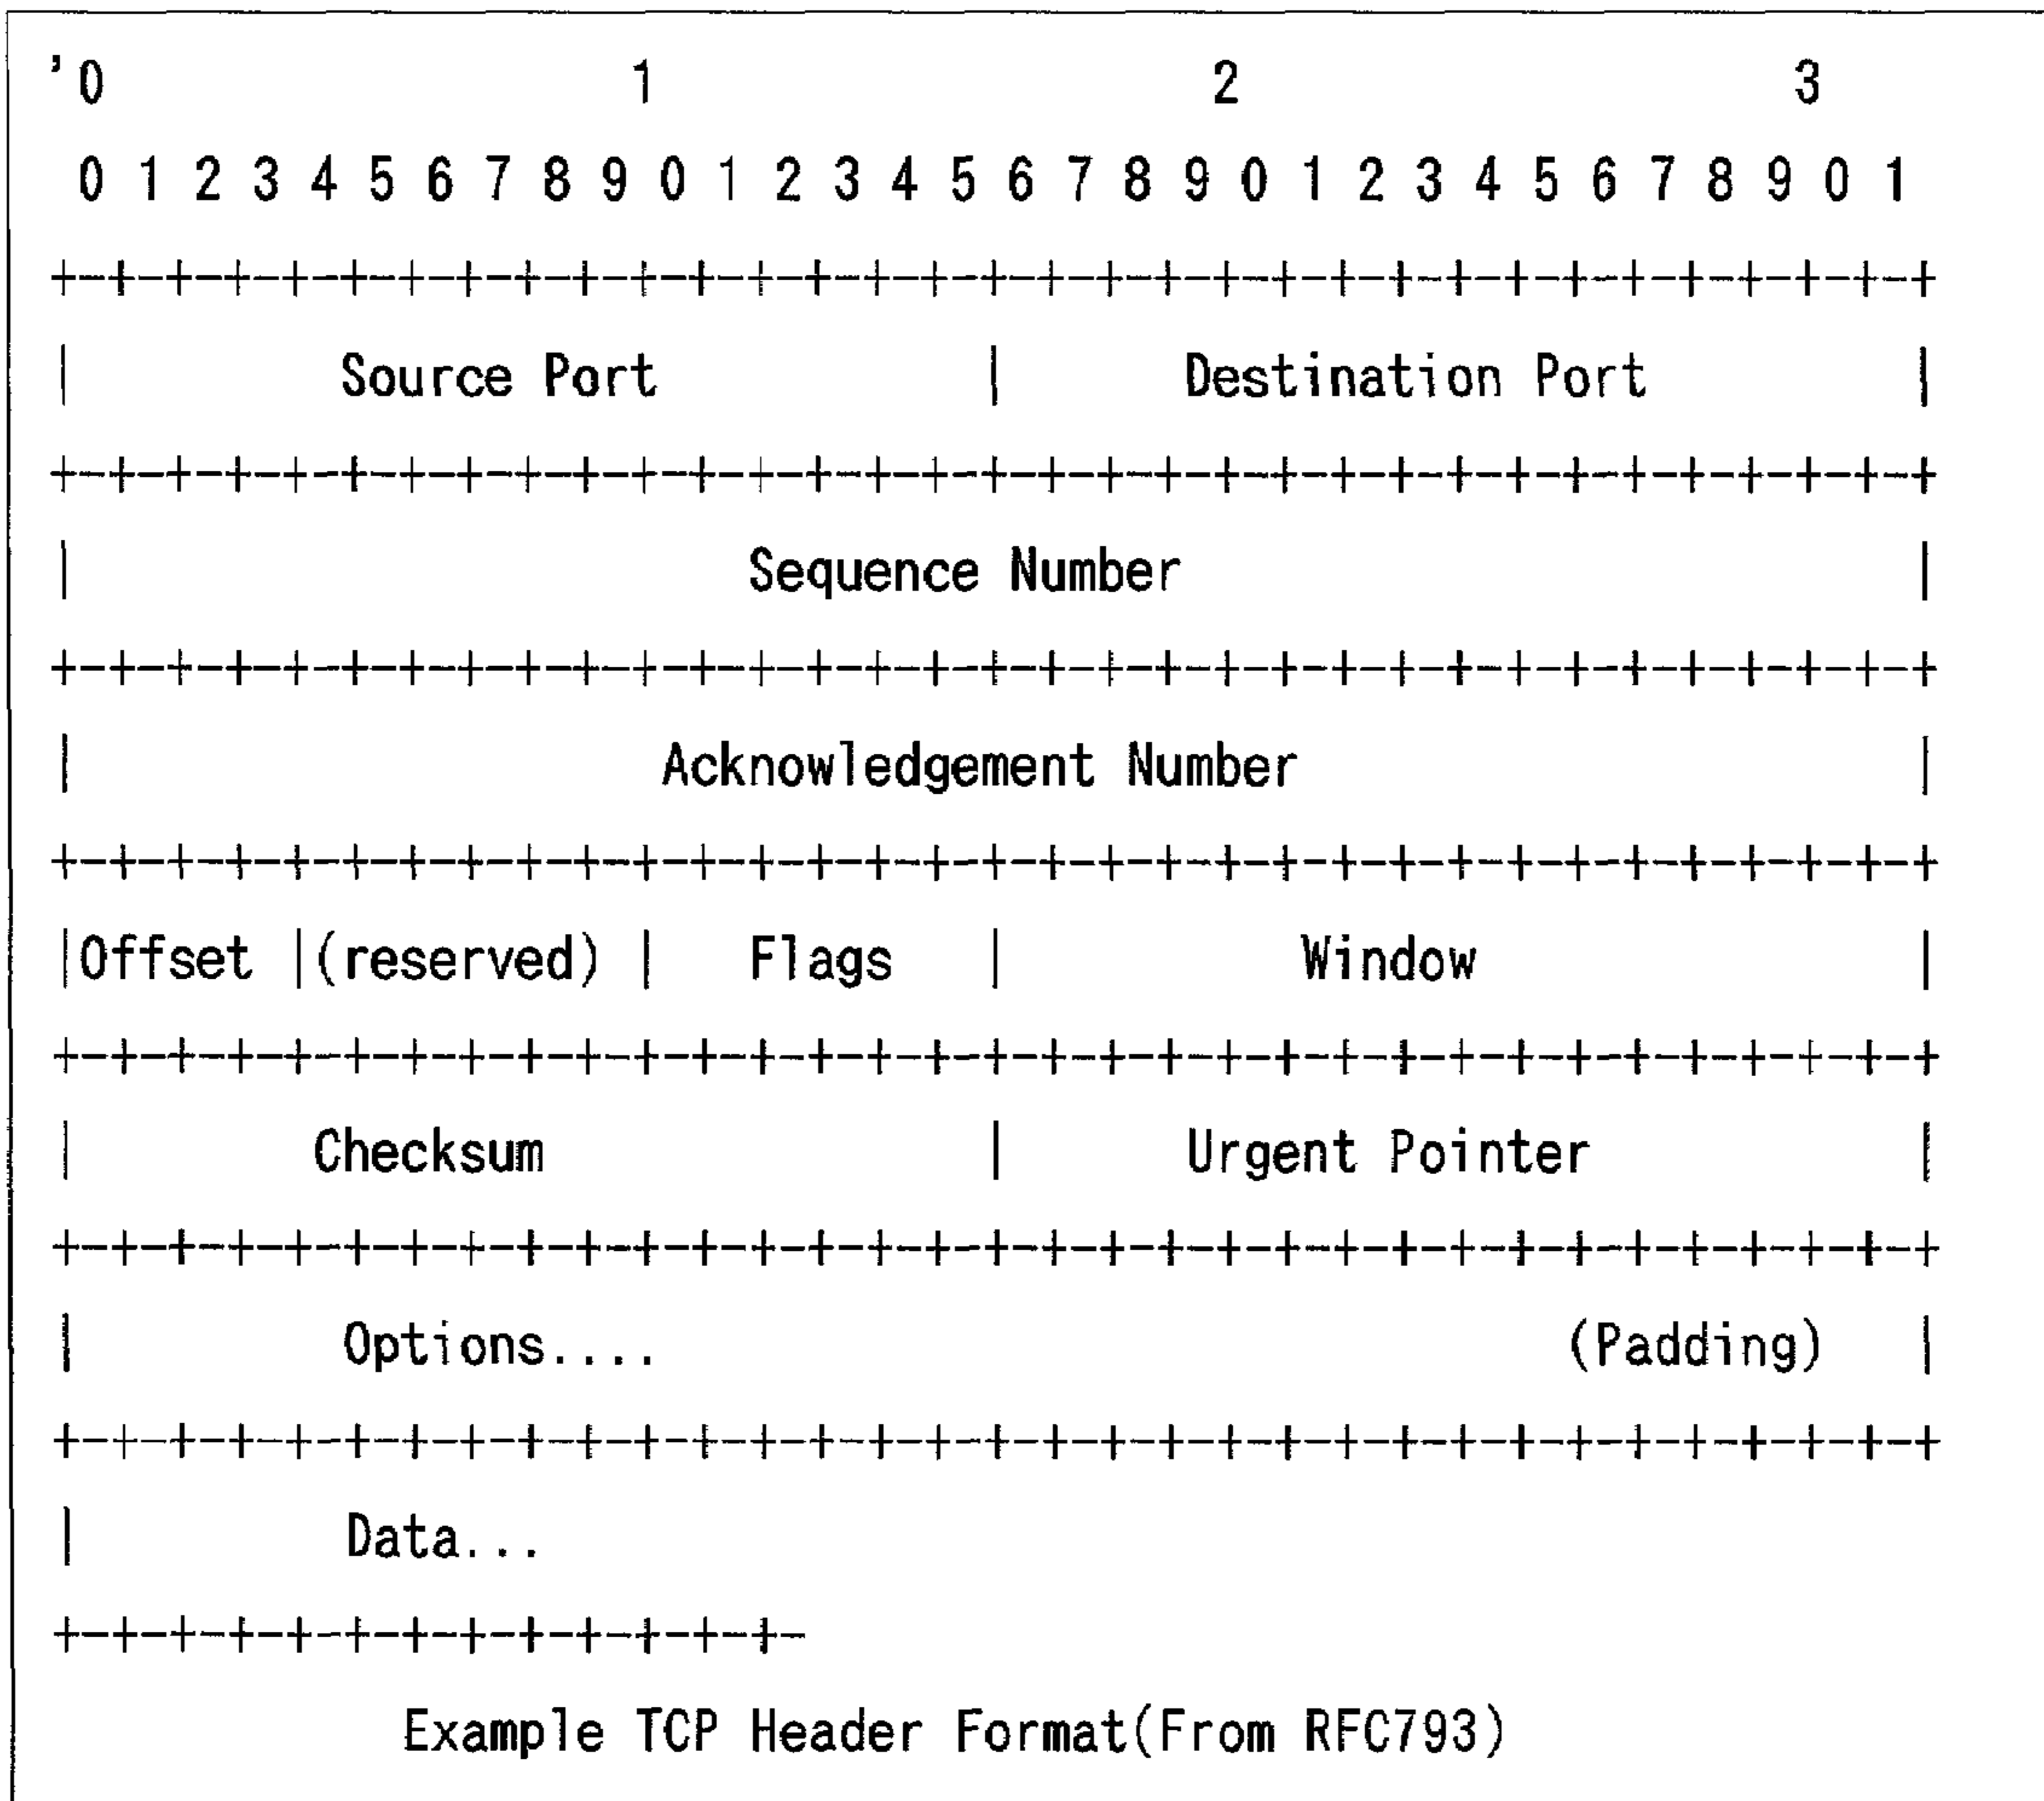 '0                   1                   2                   3
 0 1 2 3 4 5 6 7 8 9 0 1 2 3 4 5 6 7 8 9 0 1 2 3 4 5 6 7 8 9 0 1
+-+-+-+-+-+-+-+-+-+-+-+-+-+-+-+-+-+-+-+-+-+-+-+-+-+-+-+-+-+-+-+-+
|         Source Port           |      Destination Port         |
+-+-+-+-+-+-+-+-+-+-+-+-+-+-+-+-+-+-+-+-+-+-+-+-+-+-+-+-+-+-+-+-+
|                       Sequence Number                         |
+-+-+-+-+-+-+-+-+-+-+-+-+-+-+-+-+-+-+-+-+-+-+-+-+-+-+-+-+-+-+-+-+
|                    Acknowledgement Number                     |
+-+-+-+-+-+-+-+-+-+-+-+-+-+-+-+-+-+-+-+-+-+-+-+-+-+-+-+-+-+-+-+-+
|Offset |(reserved) |   Flags   |          Window               |
+-+-+-+-+-+-+-+-+-+-+-+-+-+-+-+-+-+-+-+-+-+-+-+-+-+-+-+-+-+-+-+-+
|        Checksum               |      Urgent Pointer           |
+-+-+-+-+-+-+-+-+-+-+-+-+-+-+-+-+-+-+-+-+-+-+-+-+-+-+-+-+-+-+-+-+
|         Options....                               (Padding)   |
+-+-+-+-+-+-+-+-+-+-+-+-+-+-+-+-+-+-+-+-+-+-+-+-+-+-+-+-+-+-+-+-+
|         Data...
+-+-+-+-+-+-+-+-+-+-+-+-+-
Example TCP Header Format(From RFC793)